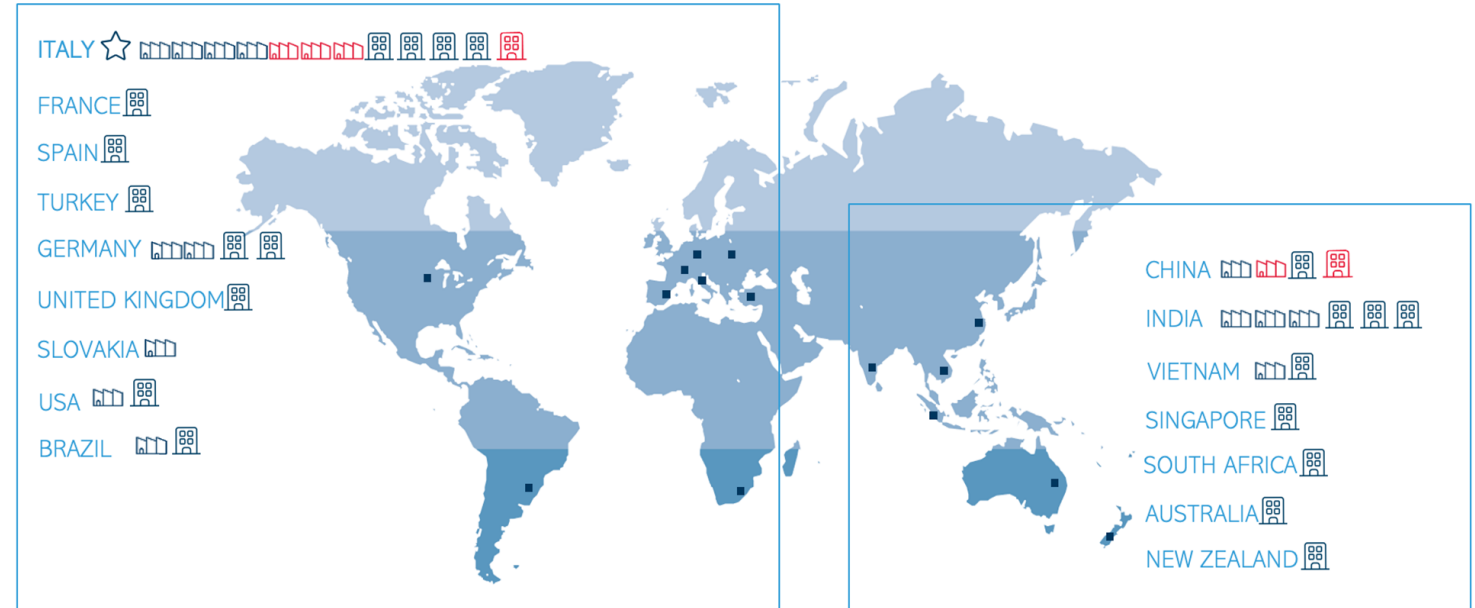 ITALY
FRANCE
SPAIN
TURKEY
GERMANY
UNITED KINGDOM
SLOVAKIA
USA
BRAZIL
CHINA
INDIA
VIETNAM
SINGAPORE
SOUTH AFRICA
AUSTRALIA
NEW ZEALAND